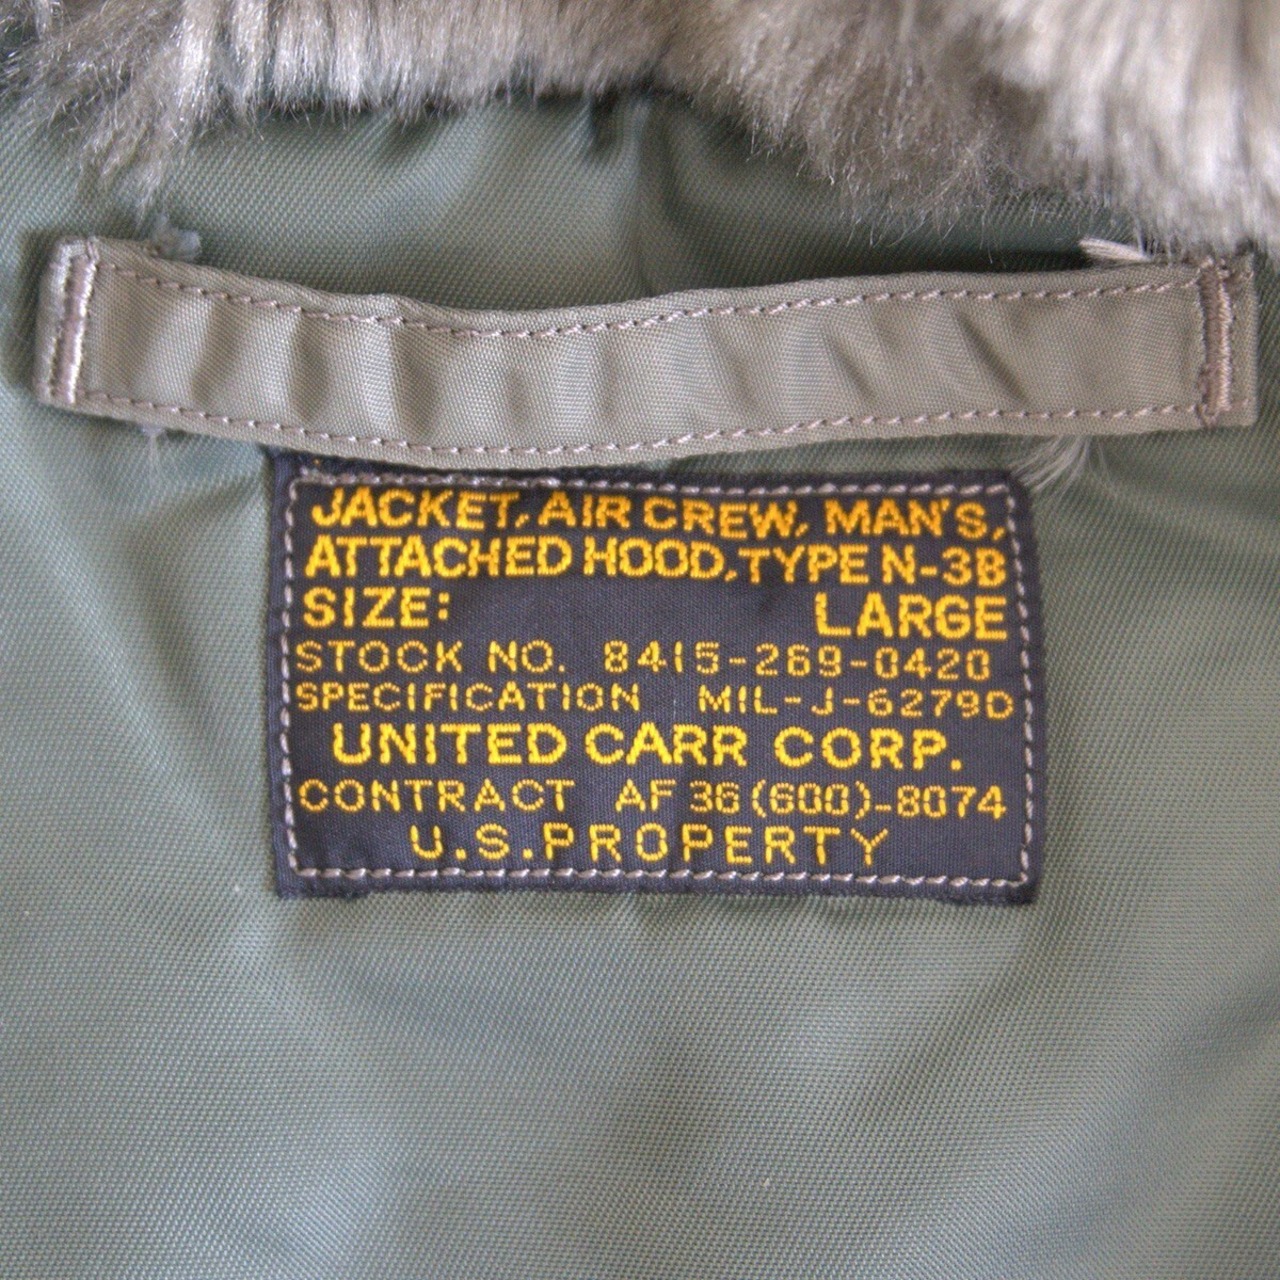 JACKET, AIR CREW, MAN'S,
ATTACHED HOOD, TYPE N-3B
SIZE: LARGE
STOCK NO. 8415-269-0420
SPECIFICATION MIL-J-6279D
UNITED CARR CORP.
CONTRACT AF 36(600)-8074
U.S. PROPERTY